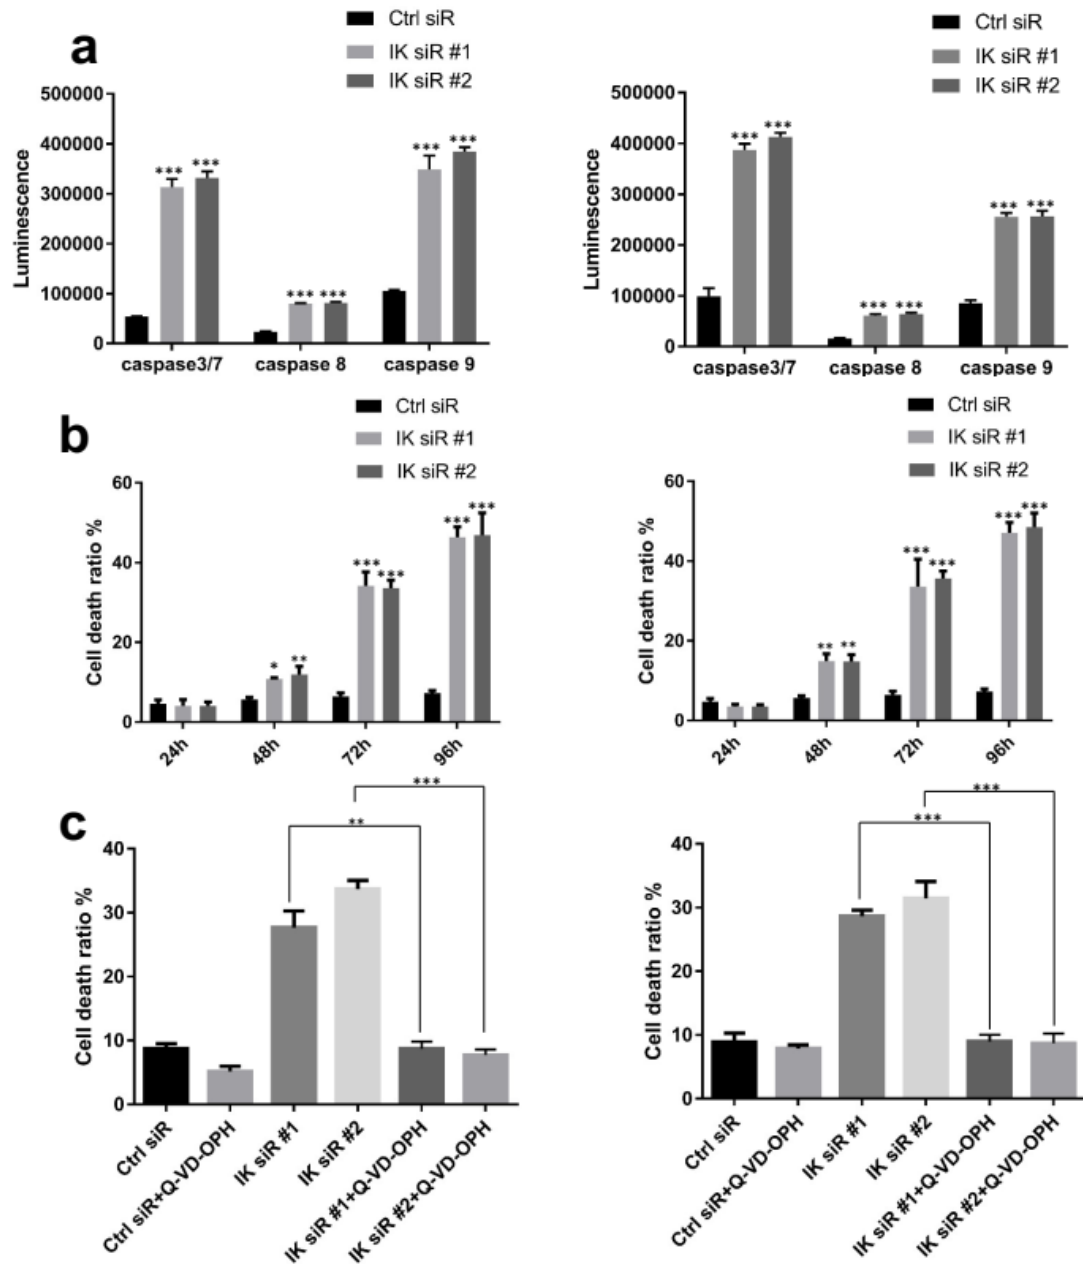 a
Ctrl siR
IK siR #1
IK siR #2
Luminescence
500000
400000
300000
200000
100000
0
*** ***
*** ***
*** ***
caspase3/7 caspase 8 caspase 9
Ctrl siR
IK siR #1
IK siR #2
Luminescence
500000
400000
300000
200000
100000
0
*** ***
*** ***
*** ***
caspase3/7 caspase 8 caspase 9
b
Ctrl siR
IK siR #1
IK siR #2
Cell death ratio %
60
40
20
0
* **
*** ***
*** ***
24h 48h 72h 96h
Ctrl siR
IK siR #1
IK siR #2
Cell death ratio %
60
40
20
0
** **
*** ***
*** ***
24h 48h 72h 96h
c
***
**
Cell death ratio %
40
30
20
10
0
Ctrl siR
Ctrl siR+Q-VD-OPH
IK siR #1
IK siR #2
IK siR #1+Q-VD-OPH
IK siR #2+Q-VD-OPH
***
***
Cell death ratio %
40
30
20
10
0
Ctrl siR
Ctrl siR+Q-VD-OPH
IK siR #1
IK siR #2
IK siR #1+Q-VD-OPH
IK siR #2+Q-VD-OPH